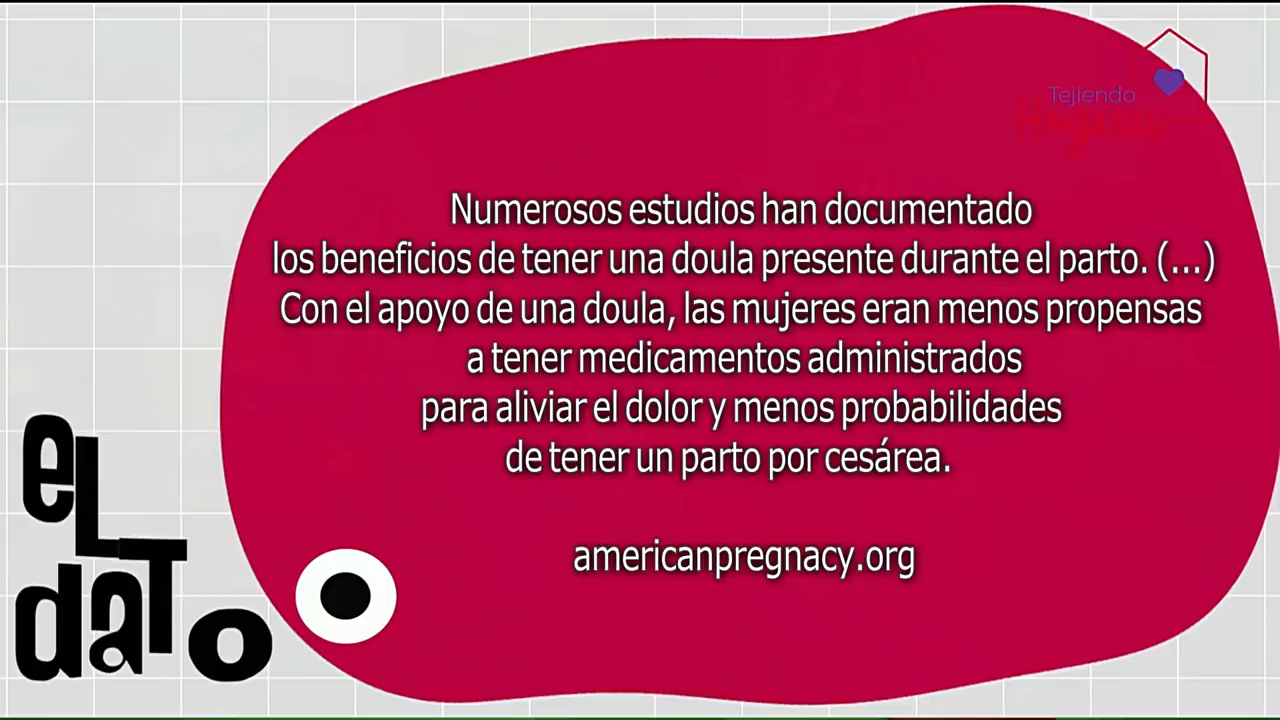 Tejiendo
Hogares
Numerosos estudios han documentado
los beneficios de tener una doula presente durante el parto. (...)
Con el apoyo de una doula, las mujeres eran menos propensas
a tener medicamentos administrados
para aliviar el dolor y menos probabilidades
de tener un parto por cesárea.
americanpregnacy.org
eL
daTo